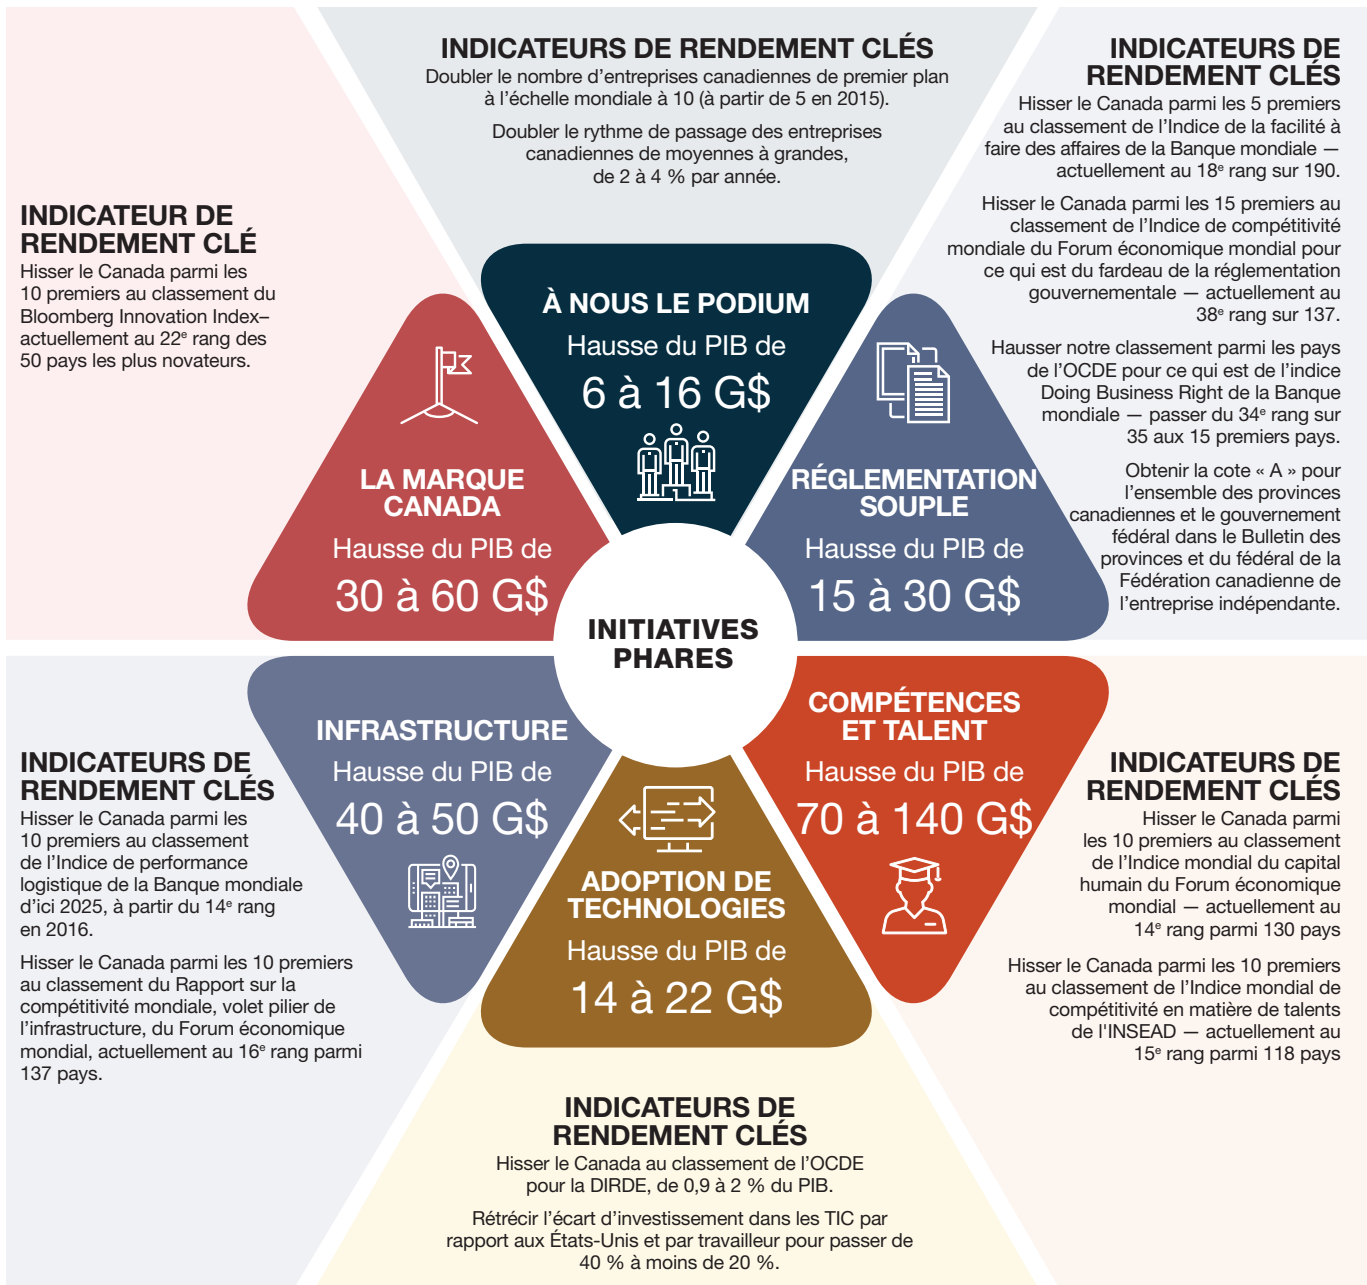 INDICATEURS DE RENDEMENT CLÉS
Doubler le nombre d'entreprises canadiennes de premier plan
à l'échelle mondiale à 10 (à partir de 5 en 2015).
Doubler le rythme de passage des entreprises
canadiennes de moyennes à grandes,
de 2 à 4 % par année.
À NOUS LE PODIUM
Hausse du PIB de
6 à 16 G$
INDICATEURS DE
RENDEMENT CLÉS
Hisser le Canada parmi les 5 premiers
au classement de l'Indice de la facilité à
faire des affaires de la Banque mondiale —
actuellement au 18e rang sur 190.
Hisser le Canada parmi les 15 premiers au
classement de l'Indice de compétitivité
mondiale du Forum économique mondial pour
ce qui est du fardeau de la réglementation
gouvernementale — actuellement au
38e rang sur 137.
Hausser notre classement parmi les pays
de l'OCDE pour ce qui est de l'indice
Doing Business Right de la Banque
mondiale — passer du 34e rang sur
35 aux 15 premiers pays.
Obtenir la cote « A » pour
l'ensemble des provinces
canadiennes et le gouvernement
fédéral dans le Bulletin des
provinces et du fédéral de la
Fédération canadienne de
l'entreprise indépendante.
RÉGLEMENTATION
SOUPLE
Hausse du PIB de
15 à 30 G$
INDICATEUR DE
RENDEMENT CLÉ
Hisser le Canada parmi les
10 premiers au classement du
Bloomberg Innovation Index–
actuellement au 22e rang des
50 pays les plus novateurs.
LA MARQUE
CANADA
Hausse du PIB de
30 à 60 G$
INITIATIVES
PHARES
INFRASTRUCTURE
Hausse du PIB de
40 à 50 G$
INDICATEURS DE
RENDEMENT CLÉS
Hisser le Canada parmi les
10 premiers au classement
de l'Indice de performance
logistique de la Banque mondiale
d'ici 2025, à partir du 14e rang
en 2016.
Hisser le Canada parmi les 10 premiers
au classement du Rapport sur la
compétitivité mondiale, volet pilier de
l'infrastructure, du Forum économique
mondial, actuellement au 16e rang parmi
137 pays.
COMPÉTENCES
ET TALENT
Hausse du PIB de
70 à 140 G$
INDICATEURS DE
RENDEMENT CLÉS
Hisser le Canada parmi
les 10 premiers au classement
de l'Indice mondial du capital
humain du Forum économique
mondial — actuellement au
14e rang parmi 130 pays
Hisser le Canada parmi les 10 premiers
au classement de l'Indice mondial de
compétitivité en matière de talents
de l'INSEAD — actuellement au
15e rang parmi 118 pays
ADOPTION DE
TECHNOLOGIES
Hausse du PIB de
14 à 22 G$
INDICATEURS DE
RENDEMENT CLÉS
Hisser le Canada au classement de l'OCDE
pour la DIRDE, de 0,9 à 2 % du PIB.
Rétrécir l'écart d'investissement dans les TIC par
rapport aux États-Unis et par travailleur pour passer de
40 % à moins de 20 %.